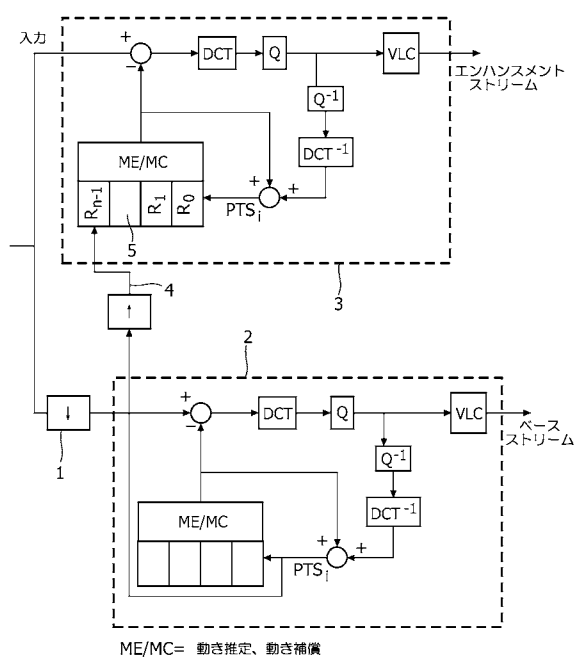 入力
+
−
DCT
Q
VLC
エンハンスメント
ストリーム
Q⁻¹
DCT⁻¹
ME/MC
Rn-1
R1
R0
+
+
PTSi
5
3
4
↑
2
↓
1
+
−
DCT
Q
VLC
ベース
ストリーム
Q⁻¹
DCT⁻¹
ME/MC
+
+
PTSi
ME/MC= 動き推定、動き補償